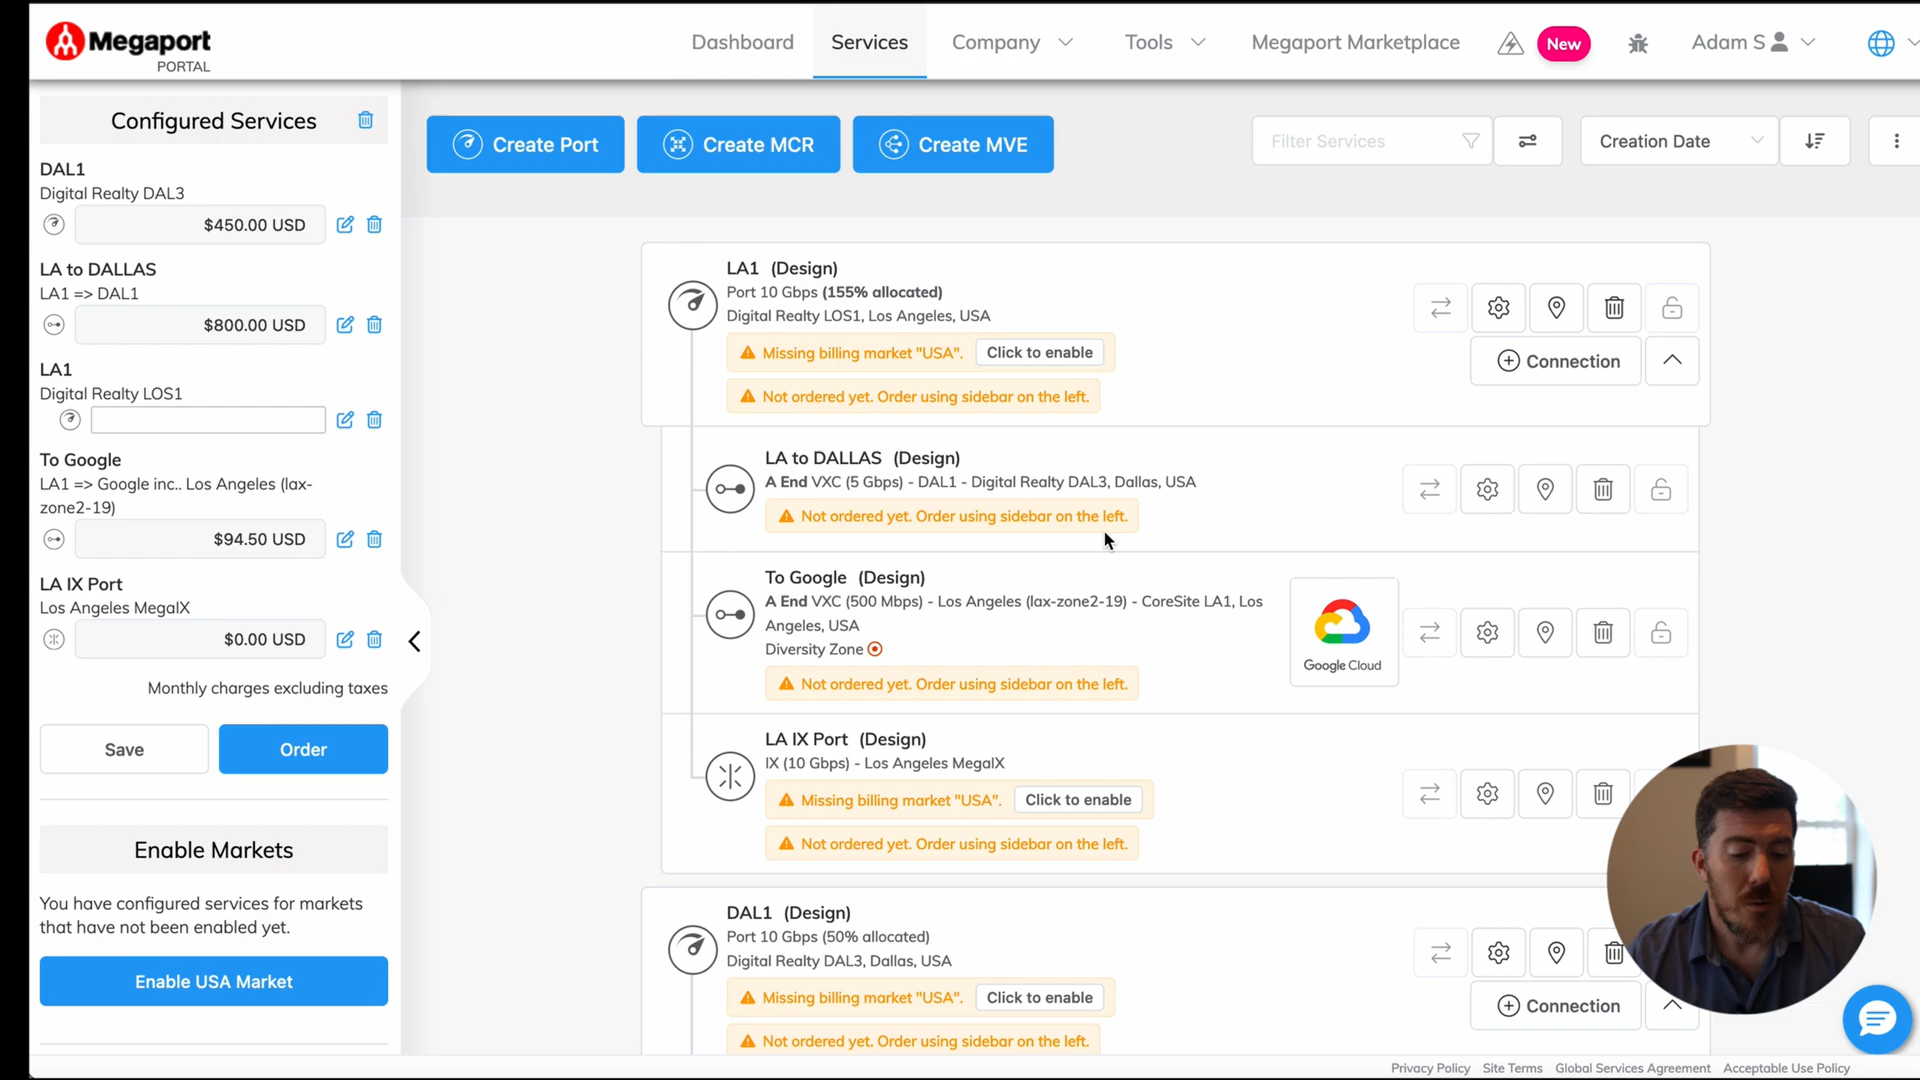 Megaport
PORTAL
Dashboard
Services
Company
Tools
Megaport Marketplace
New
Adam S
Configured Services
DAL1
Digital Realty DAL3
$450.00 USD
LA to DALLAS
LA1 => DAL1
$800.00 USD
LA1
Digital Realty LOS1
To Google
LA1 => Google inc.. Los Angeles (lax-
zone2-19)
$94.50 USD
LA IX Port
Los Angeles MegaIX
$0.00 USD
Monthly charges excluding taxes
Save
Order
Enable Markets
You have configured services for markets
that have not been enabled yet.
Enable USA Market
Create Port
Create MCR
Create MVE
Filter Services
Creation Date
LA1 (Design)
Port 10 Gbps (155% allocated)
Digital Realty LOS1, Los Angeles, USA
Missing billing market "USA". Click to enable
Not ordered yet. Order using sidebar on the left.
Connection
LA to DALLAS (Design)
A End VXC (5 Gbps) - DAL1 - Digital Realty DAL3, Dallas, USA
Not ordered yet. Order using sidebar on the left.
To Google (Design)
A End VXC (500 Mbps) - Los Angeles (lax-zone2-19) - CoreSite LA1, Los
Angeles, USA
Diversity Zone
Not ordered yet. Order using sidebar on the left.
Google Cloud
LA IX Port (Design)
IX (10 Gbps) - Los Angeles MegaIX
Missing billing market "USA". Click to enable
Not ordered yet. Order using sidebar on the left.
DAL1 (Design)
Port 10 Gbps (50% allocated)
Digital Realty DAL3, Dallas, USA
Missing billing market "USA". Click to enable
Not ordered yet. Order using sidebar on the left.
Connection
Privacy Policy Site Terms Global Services Agreement Acceptable Use Policy